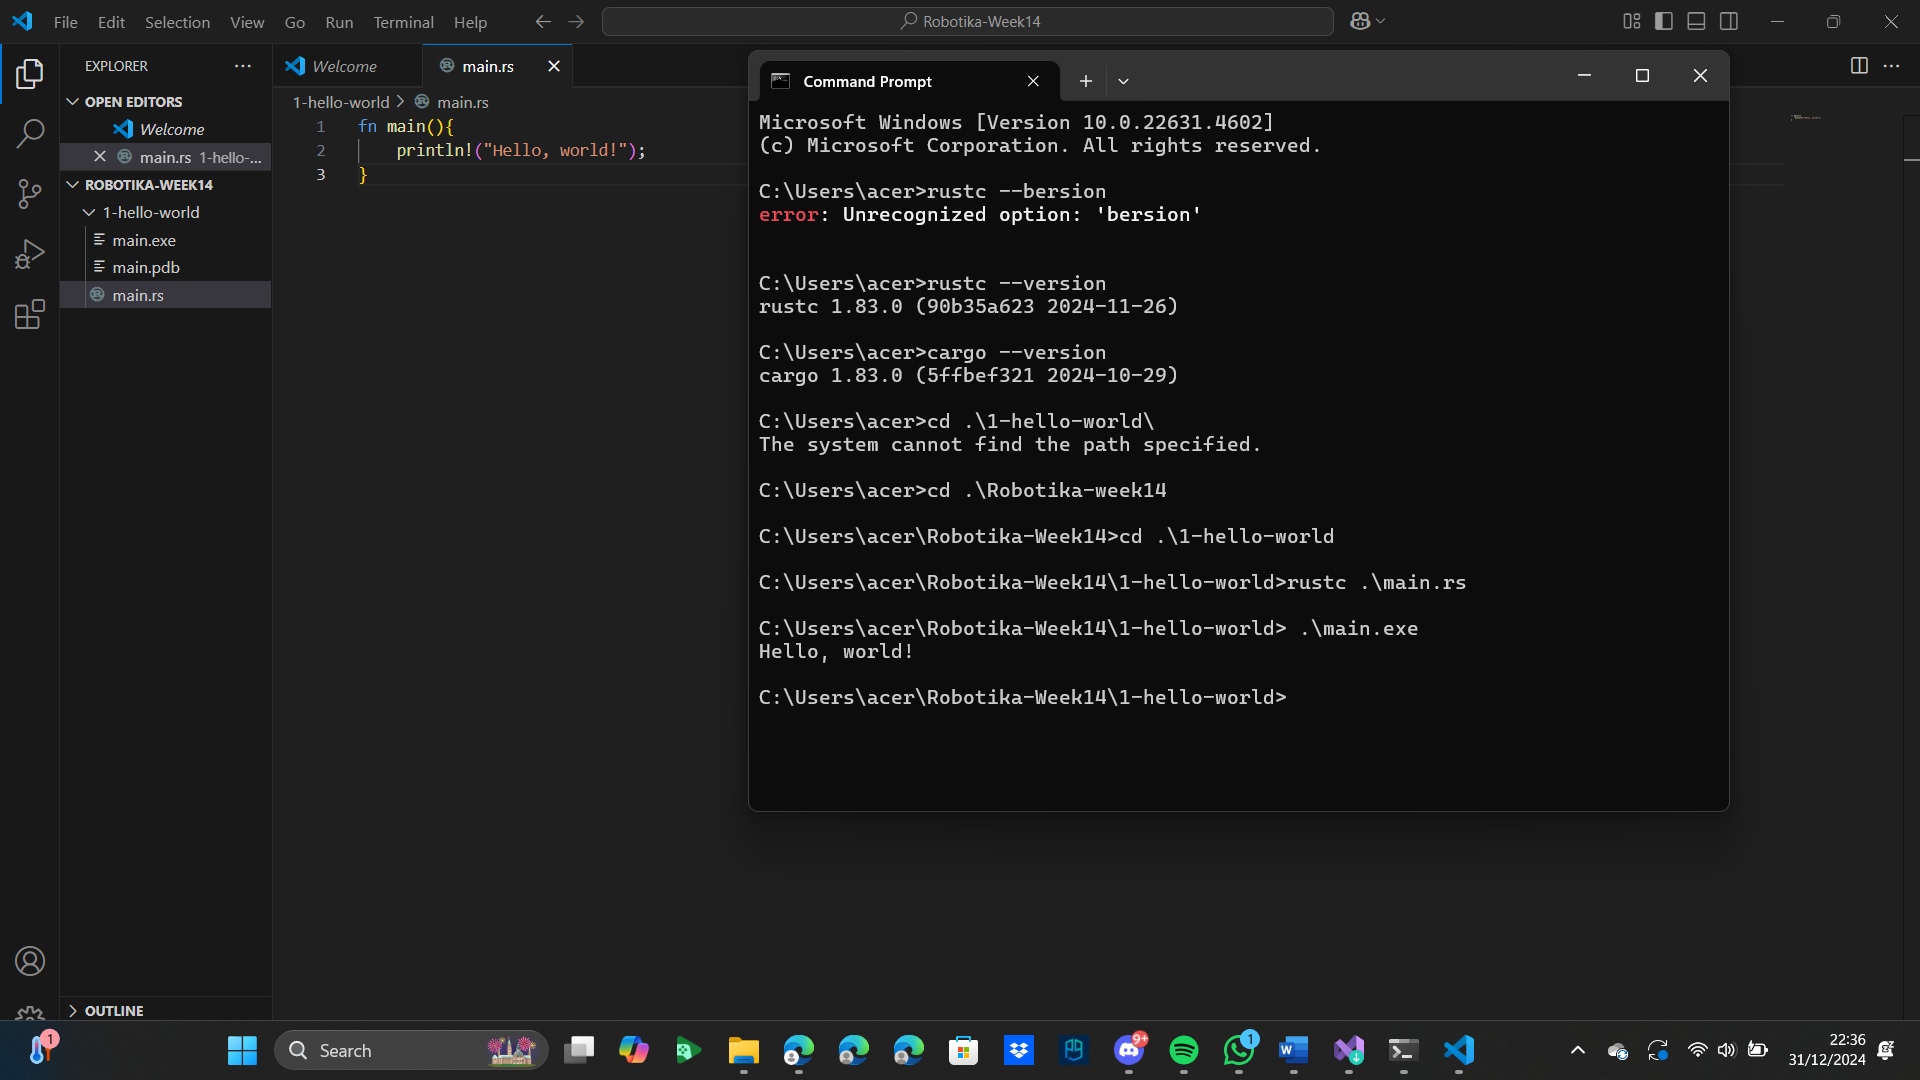 File Edit Selection View Go Run Terminal Help
Robotika-Week14
EXPLORER
OPEN EDITORS
Welcome
main.rs 1-hello-...
ROBOTIKA-WEEK14
1-hello-world
main.exe
main.pdb
main.rs
OUTLINE
Welcome
main.rs
1-hello-world > main.rs
1 fn main(){
2 println!("Hello, world!");
3 }
Command Prompt
Microsoft Windows [Version 10.0.22631.4602]
(c) Microsoft Corporation. All rights reserved.
C:\Users\acer>rustc --bersion
error: Unrecognized option: 'bersion'
C:\Users\acer>rustc --version
rustc 1.83.0 (90b35a623 2024-11-26)
C:\Users\acer>cargo --version
cargo 1.83.0 (5ffbef321 2024-10-29)
C:\Users\acer>cd .\1-hello-world\
The system cannot find the path specified.
C:\Users\acer>cd .\Robotika-week14
C:\Users\acer\Robotika-Week14>cd .\1-hello-world
C:\Users\acer\Robotika-Week14\1-hello-world>rustc .\main.rs
C:\Users\acer\Robotika-Week14\1-hello-world> .\main.exe
Hello, world!
C:\Users\acer\Robotika-Week14\1-hello-world>
1
Search
9+
1
22:36
31/12/2024